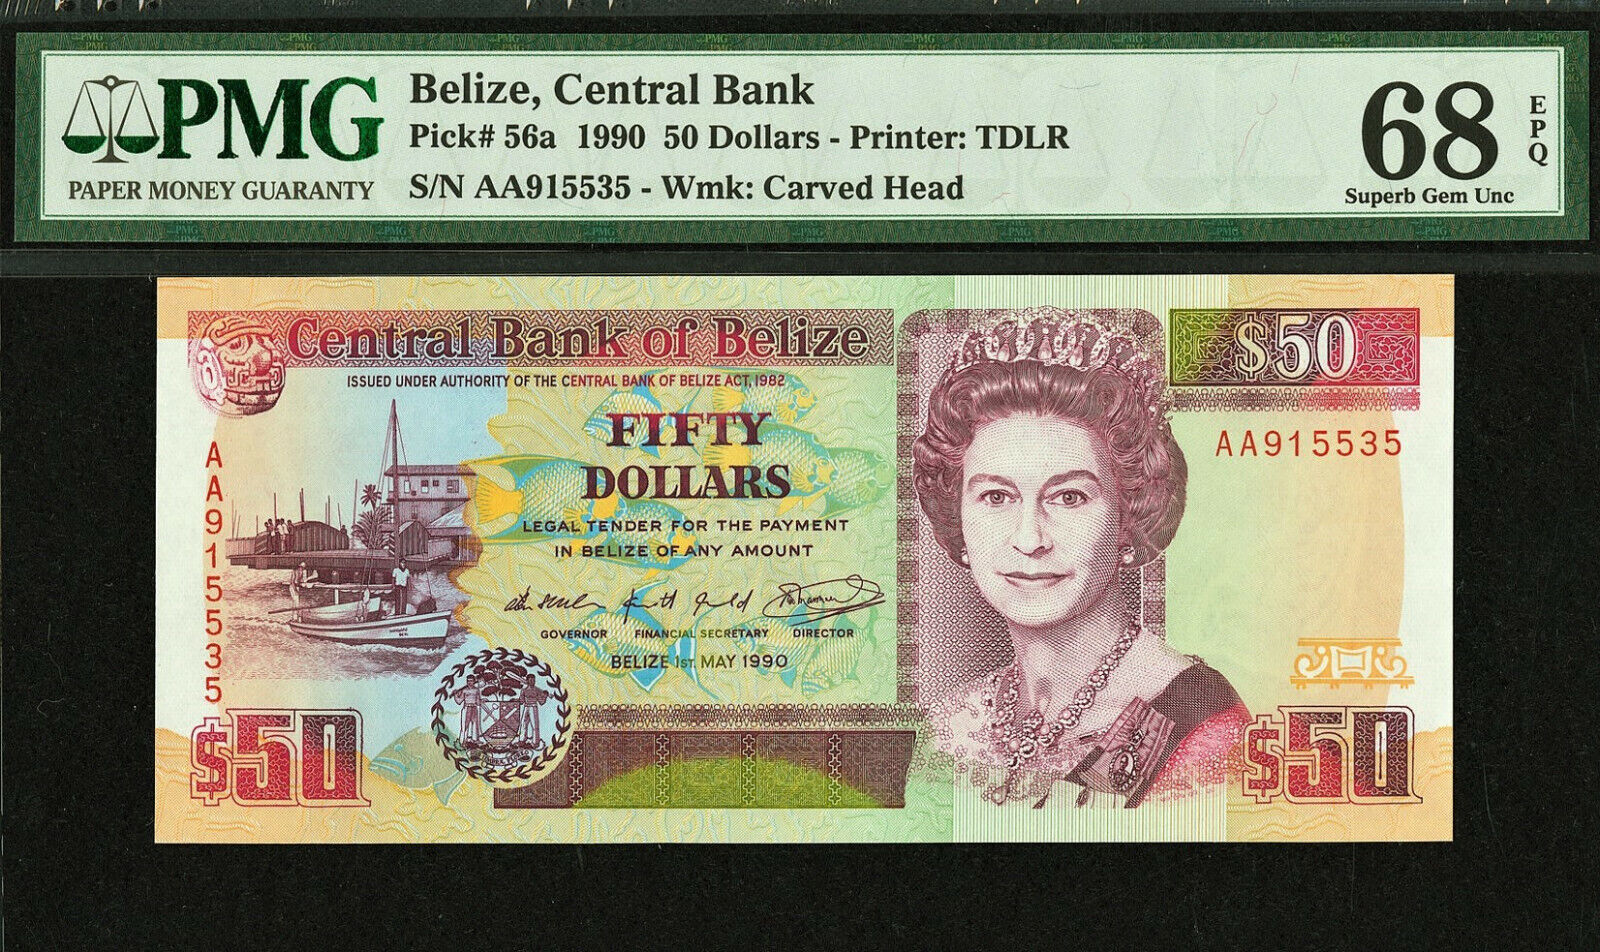 PMG
PAPER MONEY GUARANTY
Belize, Central Bank
Pick# 56a 1990 50 Dollars - Printer: TDLR
S/N AA915535 - Wmk: Carved Head
68
EPQ
Superb Gem Unc
Central Bank of Belize
$50
ISSUED UNDER AUTHORITY OF THE CENTRAL BANK OF BELIZE ACT, 1982
FIFTY
DOLLARS
AA915535
AA915535
LEGAL TENDER FOR THE PAYMENT
IN BELIZE OF ANY AMOUNT
GOVERNOR FINANCIAL SECRETARY DIRECTOR
BELIZE 1ST. MAY 1990
$50
$50